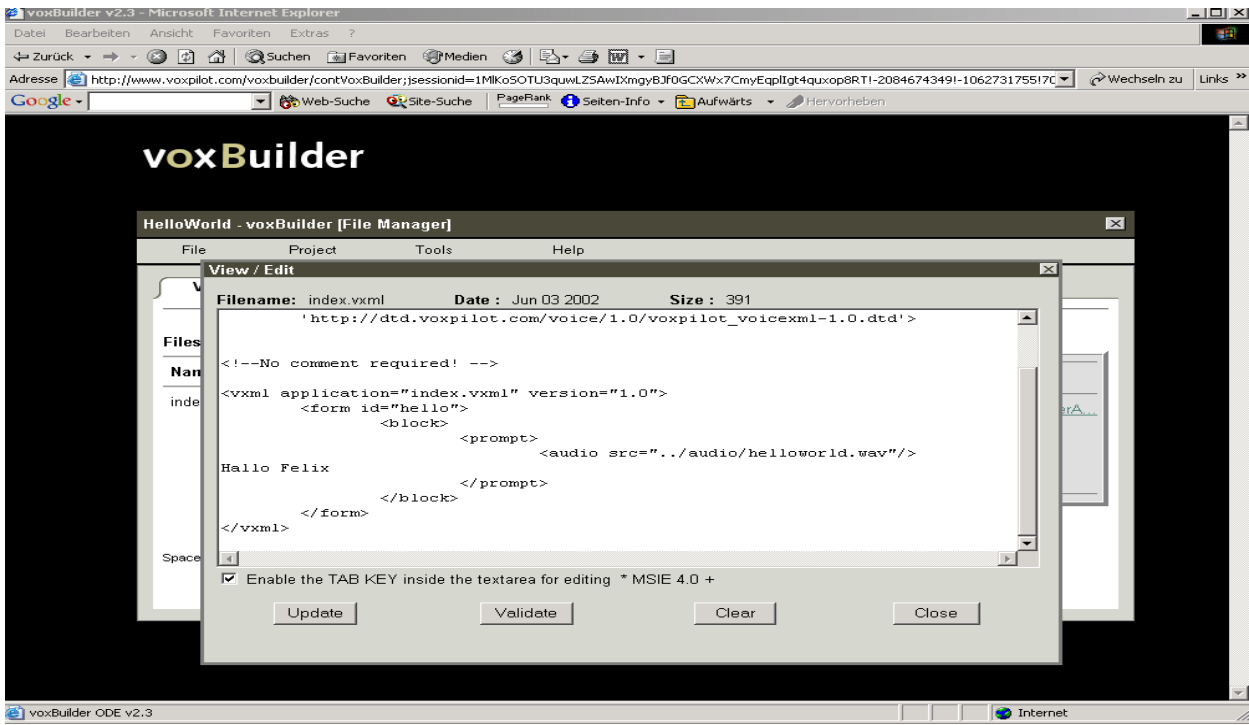 voxBuilder v2.3 - Microsoft Internet Explorer
Datei Bearbeiten Ansicht Favoriten Extras ?
Zurück Suchen Favoriten Medien
Adresse http://www.voxpilot.com/voxbuilder/contVoxBuilder;jsessionid=1MlKoSOTU3quwLZSAwIXmgyBJf0GCXWx7CmyEqplIgt4quxop8RT!-2084674349!-1062731755!7( Wechseln zu Links »
Google Web-Suche Site-Suche PageRank Seiten-Info Aufwärts Hervorheben
voxBuilder
HelloWorld - voxBuilder [File Manager]
File Project Tools Help
View / Edit
Filename: index.vxml Date : Jun 03 2002 Size : 391
'http://dtd.voxpilot.com/voice/1.0/voxpilot_voicexml-1.0.dtd'>
Files
<!--No comment required! -->
Nan
<vxml application="index.vxml" version="1.0">
inde
<form id="hello">
erA...
<block>
<prompt>
<audio src="../audio/helloworld.wav"/>
Hallo Felix
</prompt>
</block>
</form>
</vxml>
Space
Enable the TAB KEY inside the textarea for editing * MSIE 4.0 +
Update Validate Clear Close
voxBuilder ODE v2.3 Internet